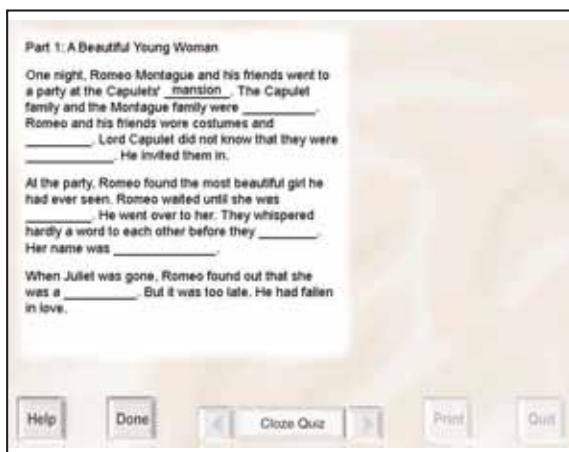 Part 1: A Beautiful Young Woman
One night, Romeo Montague and his friends went to
a party at the Capulets' __mansion__. The Capulet
family and the Montague family were __________.
Romeo and his friends wore costumes and
__________. Lord Capulet did not know that they were
_____________. He invited them in.
At the party, Romeo found the most beautiful girl he
had ever seen. Romeo waited until she was
__________. He went over to her. They whispered
hardly a word to each other before they _________.
Her name was _______________.
When Juliet was gone, Romeo found out that she
was a ___________. But it was too late. He had fallen
in love.
Help Done Cloze Quiz Print Quit